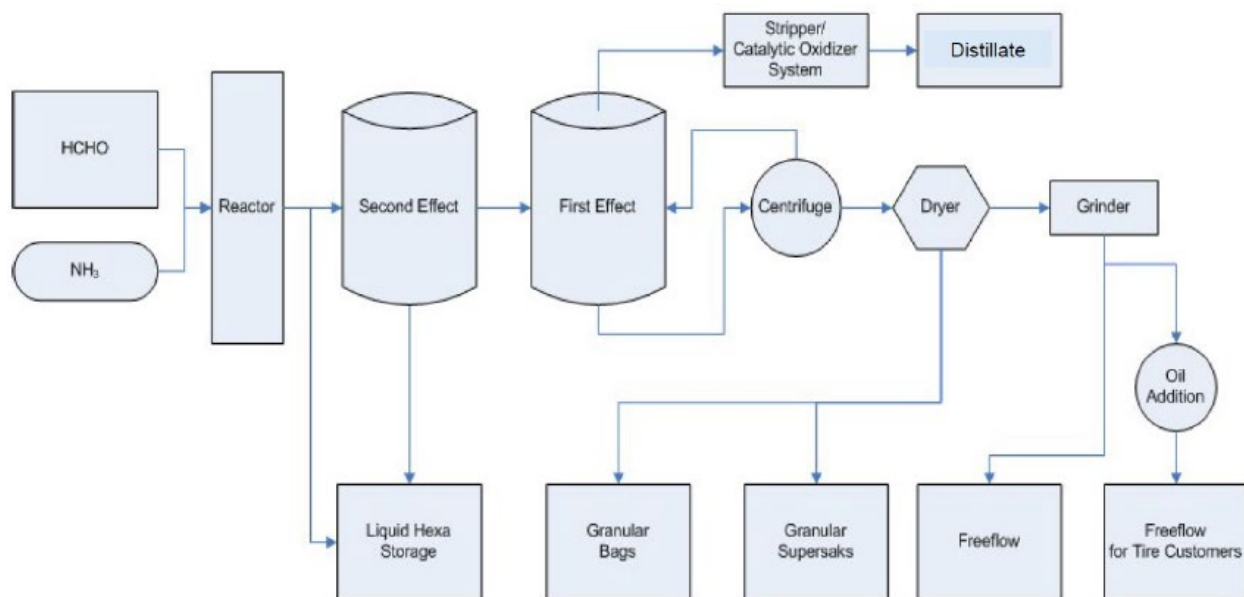 Stripper/
Catalytic Oxidizer
System
Distillate
HCHO
NH₃
Reactor
Second Effect
First Effect
Centrifuge
Dryer
Grinder
Oil
Addition
Liquid Hexa
Storage
Granular
Bags
Granular
Supersaks
Freeflow
Freeflow
for Tire Customers